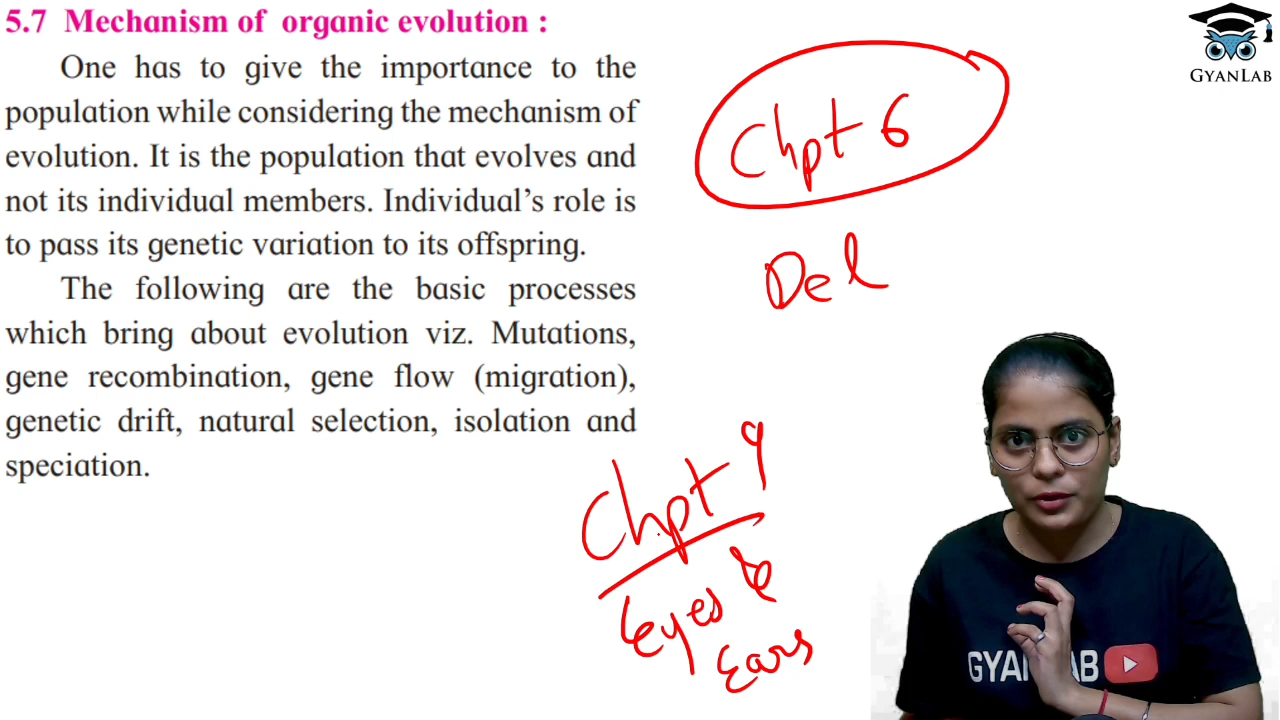 5.7 Mechanism of organic evolution :
One has to give the importance to the
population while considering the mechanism of
evolution. It is the population that evolves and
not its individual members. Individual's role is
to pass its genetic variation to its offspring.
The following are the basic processes
which bring about evolution viz. Mutations,
gene recombination, gene flow (migration),
genetic drift, natural selection, isolation and
speciation.
Chpt 6
Del
Chpt 9
Eyes &
Ears
GYANLAB
GYANLAB